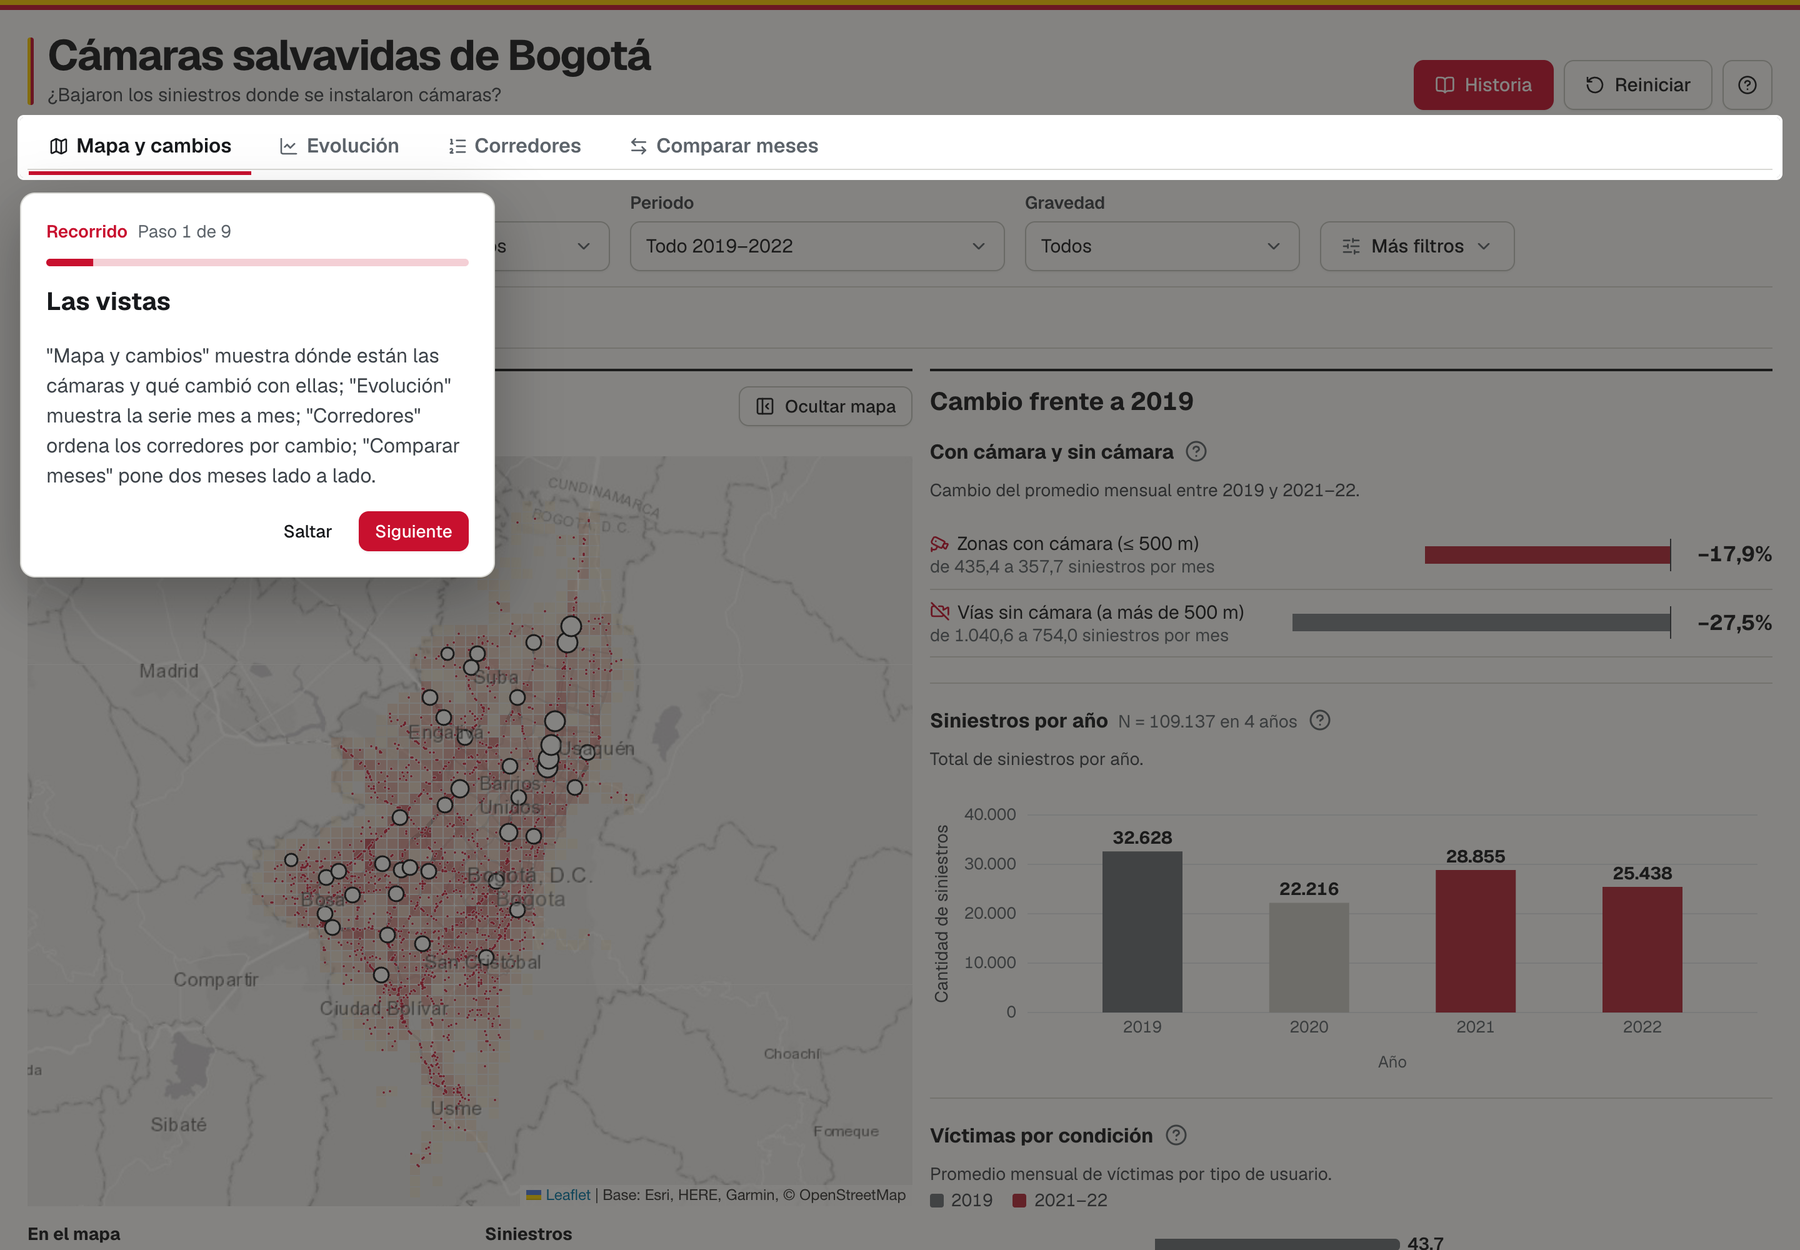 Cámaras salvavidas de Bogotá
¿Bajaron los siniestros donde se instalaron cámaras?
Historia
Reiniciar
Mapa y cambios
Evolución
Corredores
Comparar meses
Recorrido Paso 1 de 9
Las vistas
"Mapa y cambios" muestra dónde están las
cámaras y qué cambió con ellas; "Evolución"
muestra la serie mes a mes; "Corredores"
ordena los corredores por cambio; "Comparar
meses" pone dos meses lado a lado.
Saltar
Siguiente
Periodo
Todo 2019–2022
Gravedad
Todos
Más filtros
Ocultar mapa
CUNDINAMARCA
BOGOTÁ, D.C.
Madrid
Suba
Engativá
Usaquén
Barrios
Unidos
Bogotá, D.C.
Bogota
Bosa
San Cristóbal
Compartir
Ciudad Bolívar
Choachí
da
Usme
Sibaté
Fomeque
Leaflet | Base: Esri, HERE, Garmin, © OpenStreetMap
En el mapa
Siniestros
Cambio frente a 2019
Con cámara y sin cámara
Cambio del promedio mensual entre 2019 y 2021–22.
Zonas con cámara (≤ 500 m)
de 435,4 a 357,7 siniestros por mes
−17,9%
Vías sin cámara (a más de 500 m)
de 1.040,6 a 754,0 siniestros por mes
−27,5%
Siniestros por año N = 109.137 en 4 años
Total de siniestros por año.
Cantidad de siniestros
40.000
30.000
20.000
10.000
0
32.628
22.216
28.855
25.438
2019
2020
2021
2022
Año
Víctimas por condición
Promedio mensual de víctimas por tipo de usuario.
2019
2021–22
43,7